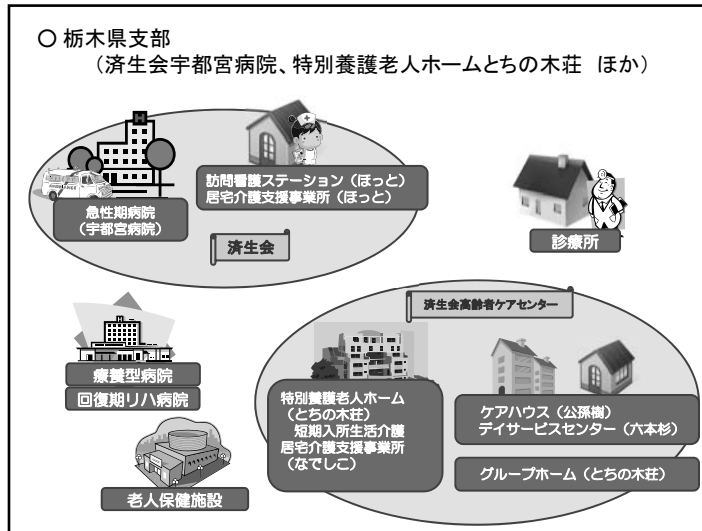 ○ 栃木県支部
（済生会宇都宮病院、特別養護老人ホームとちの木荘 ほか）
急性期病院
（宇都宮病院）
訪問看護ステーション（ほっと）
居宅介護支援事業所（ほっと）
済生会
診療所
療養型病院
回復期リハ病院
老人保健施設
済生会高齢者ケアセンター
特別養護老人ホーム
（とちの木荘）
短期入所生活介護
居宅介護支援事業所
（なでしこ）
ケアハウス（公孫樹）
デイサービスセンター（六本杉）
グループホーム（とちの木荘）